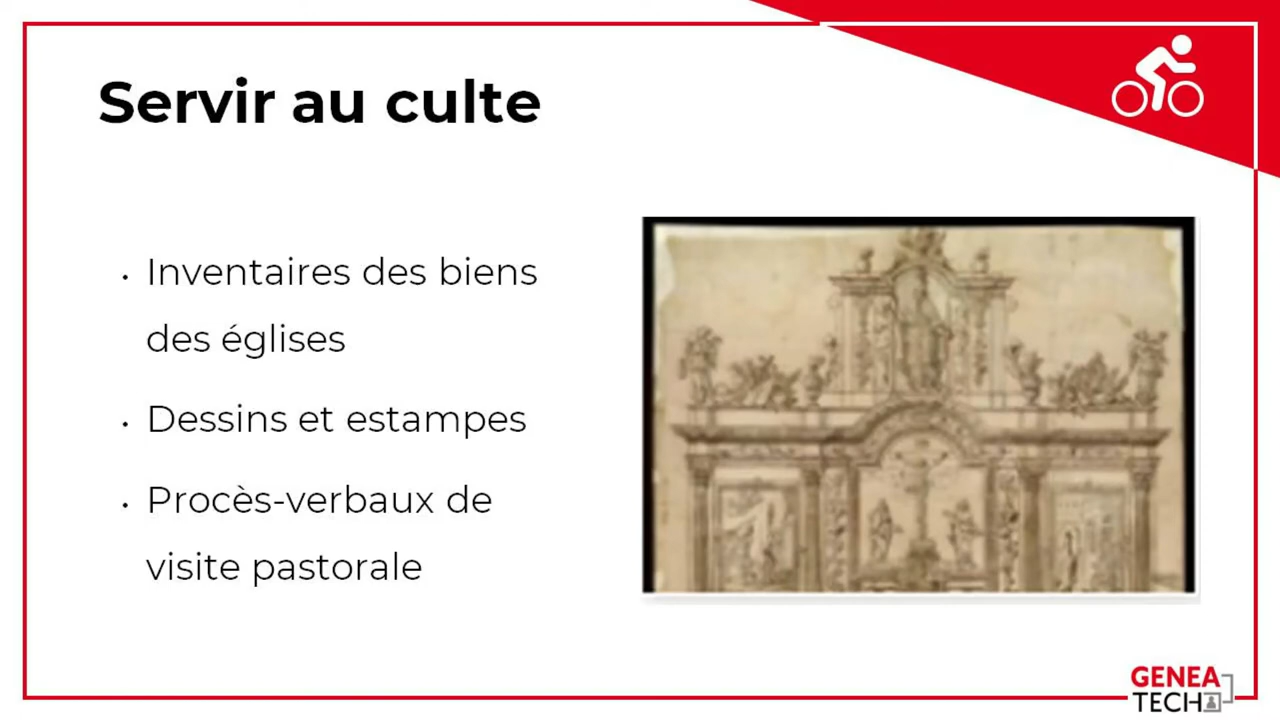 Servir au culte
• Inventaires des biens
des églises
• Dessins et estampes
• Procès-verbaux de
visite pastorale
GENEA
TECH